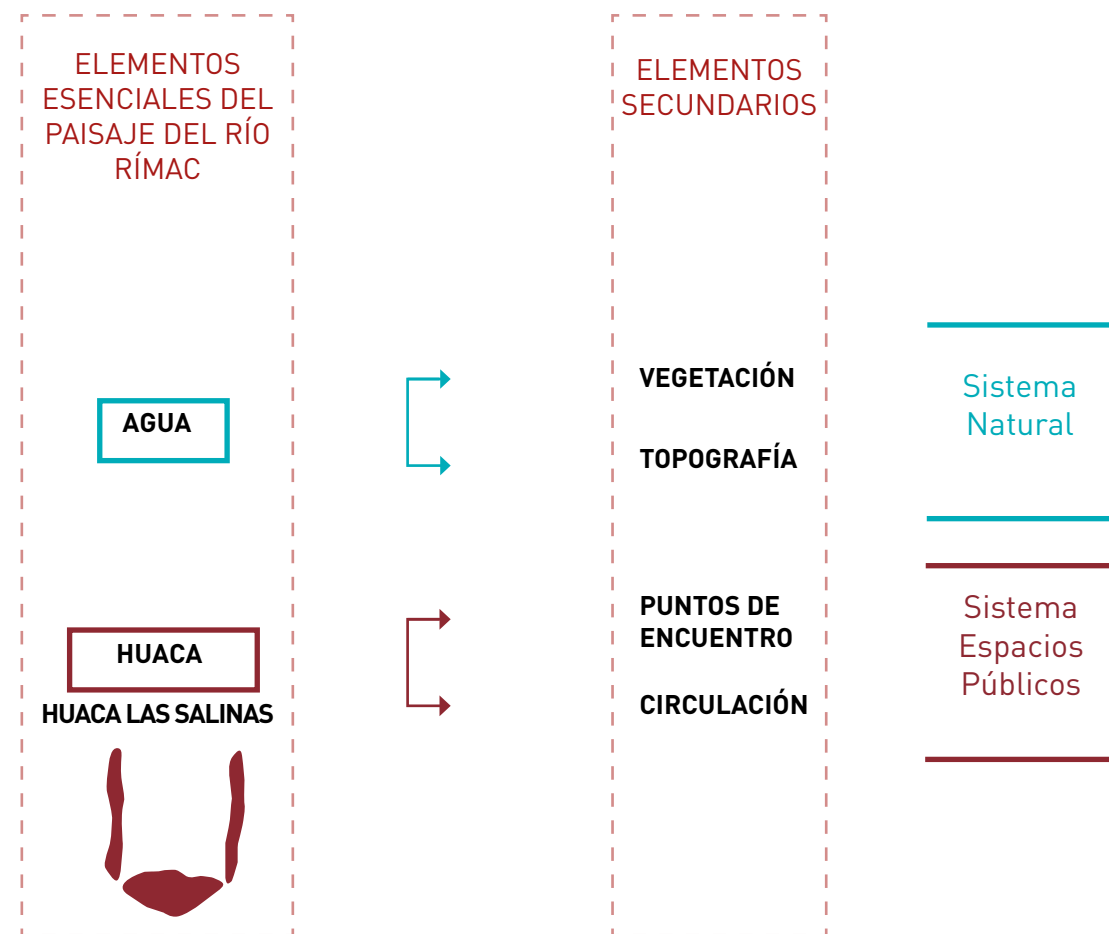 ELEMENTOS
ESENCIALES DEL
PAISAJE DEL RÍO
RÍMAC
ELEMENTOS
SECUNDARIOS
AGUA
VEGETACIÓN
TOPOGRAFÍA
Sistema
Natural
HUACA
HUACA LAS SALINAS
PUNTOS DE
ENCUENTRO
CIRCULACIÓN
Sistema
Espacios
Públicos